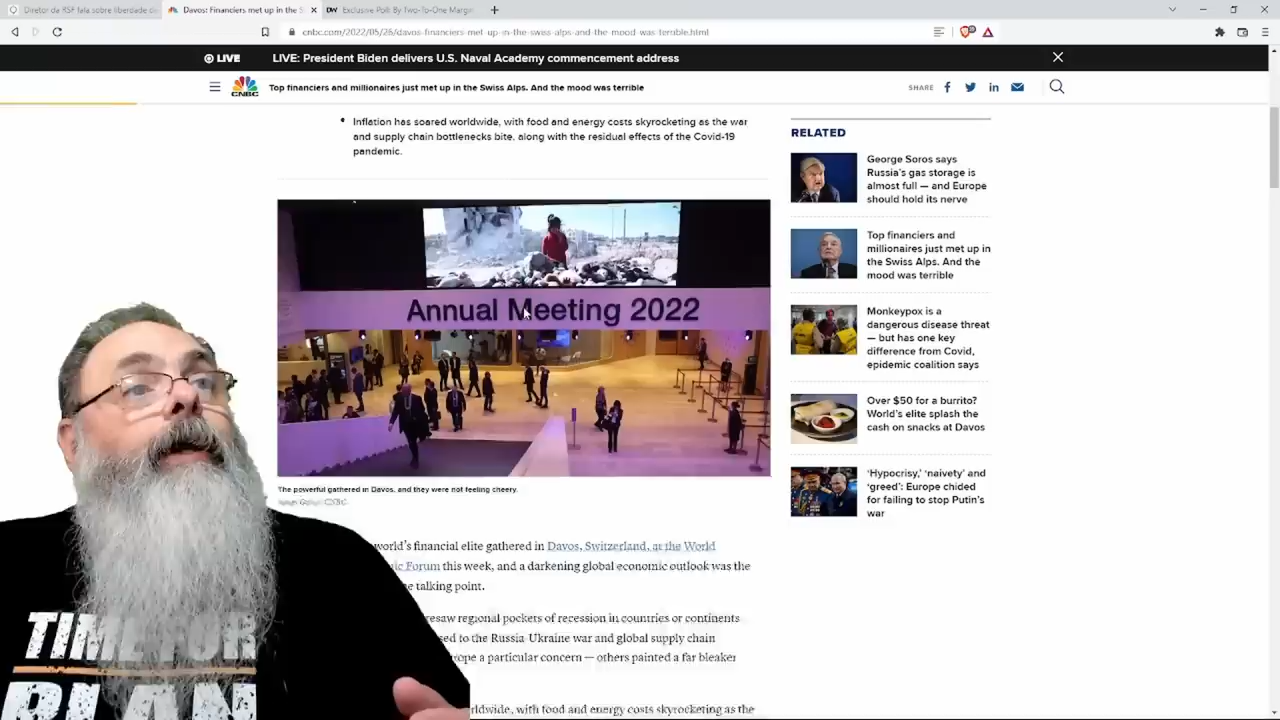 Diretor da RSF fala sobre liberdade de
Davos: Financiers met up in the S
DW Exclusive Poll: By Two-To-One Margin
cnbc.com/2022/05/26/davos-financiers-met-up-in-the-swiss-alps-and-the-mood-was-terrible.html
LIVE
LIVE: President Biden delivers U.S. Naval Academy commencement address
CNBC
Top financiers and millionaires just met up in the Swiss Alps. And the mood was terrible
SHARE
Inflation has soared worldwide, with food and energy costs skyrocketing as the war
and supply chain bottlenecks bite, along with the residual effects of the Covid-19
pandemic.
Annual Meeting 2022
The powerful gathered in Davos, and they were not feeling cheery.
world's financial elite gathered in Davos, Switzerland, at the World
ic Forum this week, and a darkening global economic outlook was the
e talking point.
resaw regional pockets of recession in countries or continents
sed to the Russia-Ukraine war and global supply chain
rope a particular concern — others painted a far bleaker
ldwide, with food and energy costs skyrocketing as the
RELATED
George Soros says
Russia's gas storage is
almost full — and Europe
should hold its nerve
Top financiers and
millionaires just met up in
the Swiss Alps. And the
mood was terrible
Monkeypox is a
dangerous disease threat
— but has one key
difference from Covid,
epidemic coalition says
Over $50 for a burrito?
World's elite splash the
cash on snacks at Davos
'Hypocrisy,' 'naivety' and
'greed': Europe chided
for failing to stop Putin's
war
TIME FOR
PLAN